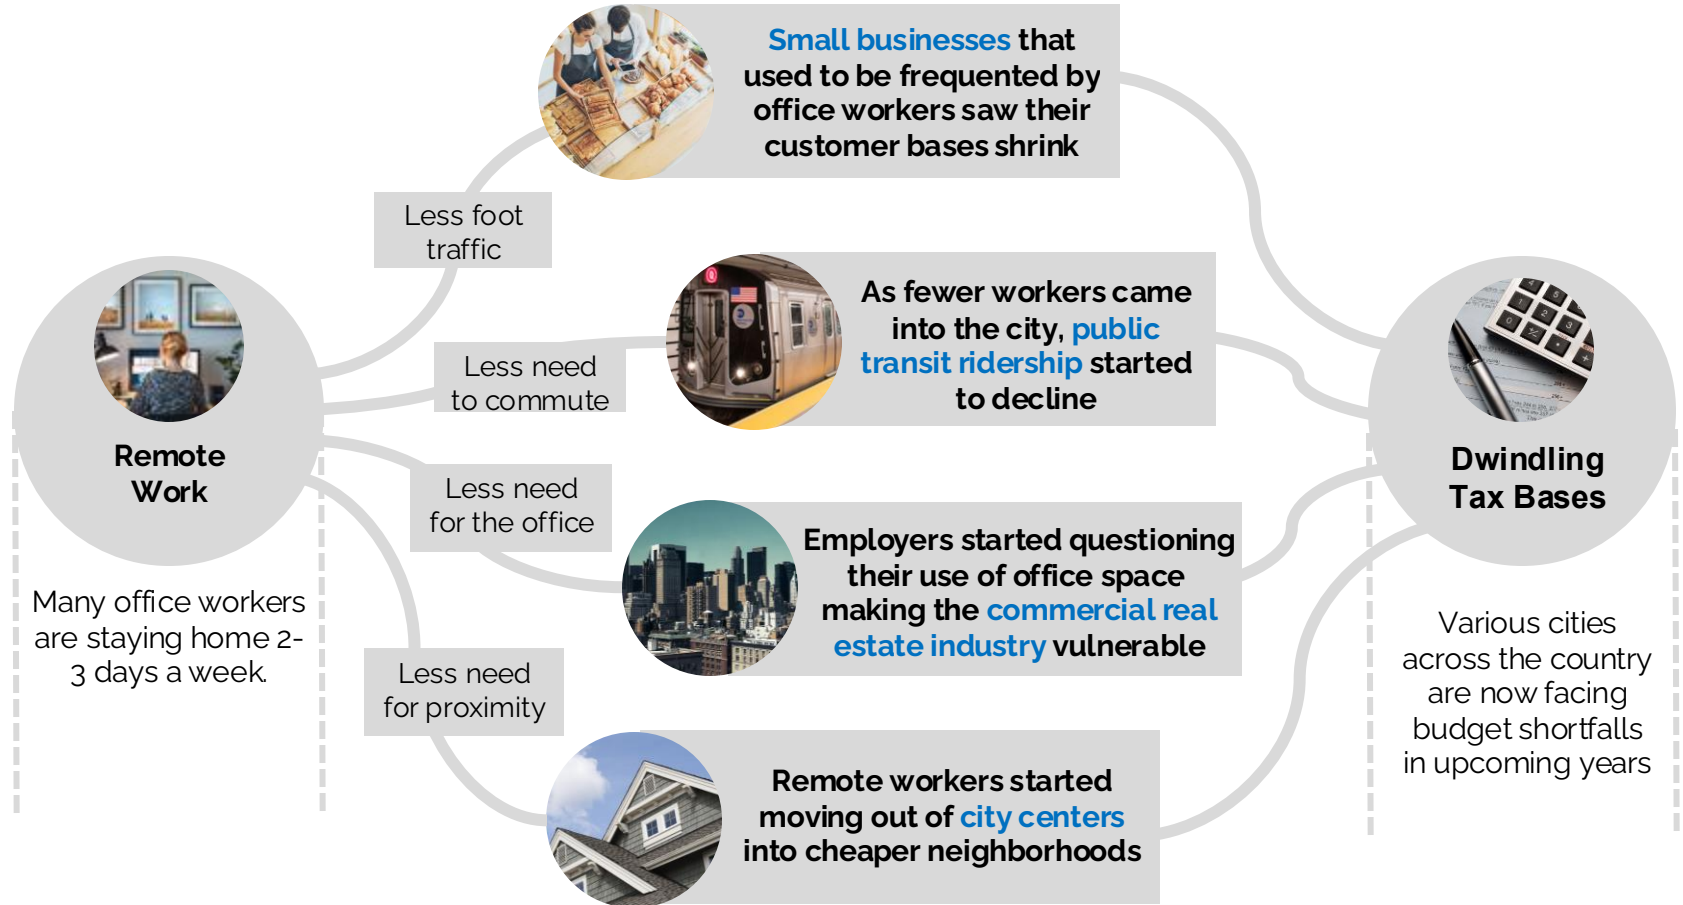 Small businesses that
used to be frequented by
office workers saw their
customer bases shrink
Less foot
traffic
As fewer workers came
into the city, public
transit ridership started
to decline
Less need
to commute
Remote
Work
Many office workers
are staying home 2-
3 days a week.
Less need
for the office
Employers started questioning
their use of office space
making the commercial real
estate industry vulnerable
Less need
for proximity
Remote workers started
moving out of city centers
into cheaper neighborhoods
Dwindling
Tax Bases
Various cities
across the country
are now facing
budget shortfalls
in upcoming years